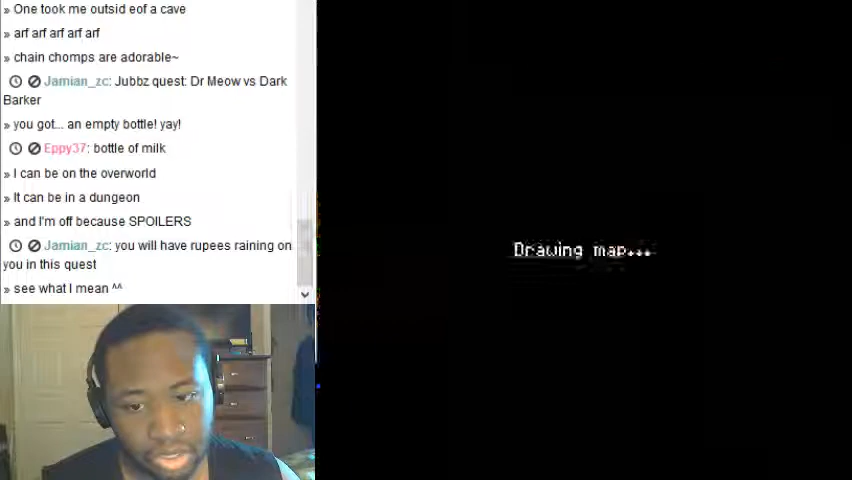 » One took me outsid eof a cave
» arf arf arf arf arf
» chain chomps are adorable~
Jamian_zc: Jubbz quest: Dr Meow vs Dark
Barker
» you got... an empty bottle! yay!
Eppy37: bottle of milk
» I can be on the overworld
» It can be in a dungeon
» and I'm off because SPOILERS
Jamian_zc: you will have rupees raining on
you in this quest
» see what I mean ^^
Drawing map...